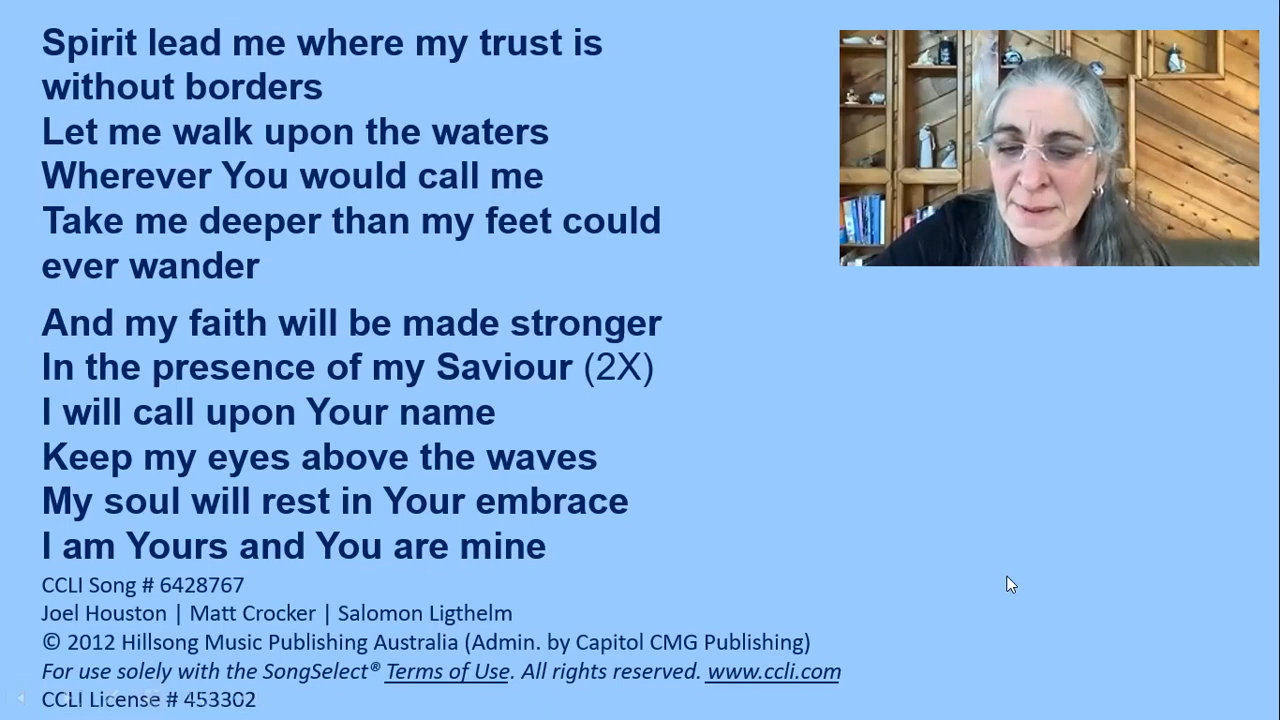 Spirit lead me where my trust is
without borders
Let me walk upon the waters
Wherever You would call me
Take me deeper than my feet could
ever wander
And my faith will be made stronger
In the presence of my Saviour (2X)
I will call upon Your name
Keep my eyes above the waves
My soul will rest in Your embrace
I am Yours and You are mine
CCLI Song # 6428767
Joel Houston | Matt Crocker | Salomon Ligthelm
© 2012 Hillsong Music Publishing Australia (Admin. by Capitol CMG Publishing)
For use solely with the SongSelect® Terms of Use. All rights reserved. www.ccli.com
CCLI License # 453302